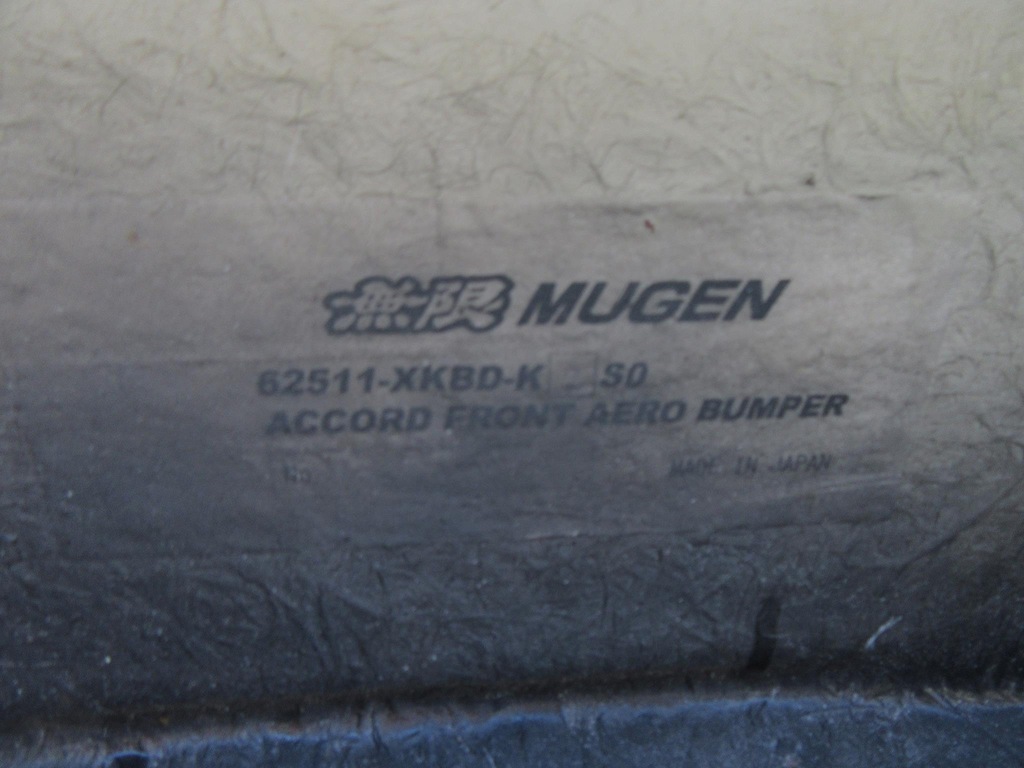 無限 MUGEN
62511-XKBD-K S0
ACCORD FRONT AERO BUMPER
MADE IN JAPAN